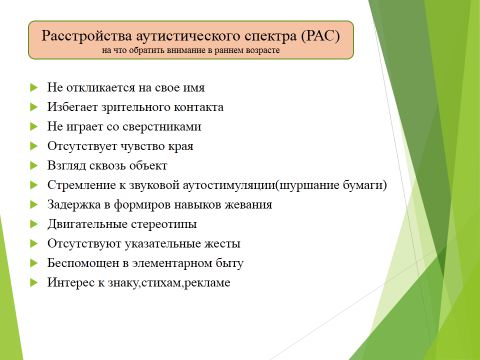 Расстройства аутистического спектра (РАС)
на что обратить внимание в раннем возрасте
Не откликается на свое имя
Избегает зрительного контакта
Не играет со сверстниками
Отсутствует чувство края
Взгляд сквозь объект
Стремление к звуковой аутостимуляции(шуршание бумаги)
Задержка в формиров навыков жевания
Двигательные стереотипы
Отсутствуют указательные жесты
Беспомощен в элементарном быту
Интерес к знаку,стихам,рекламе